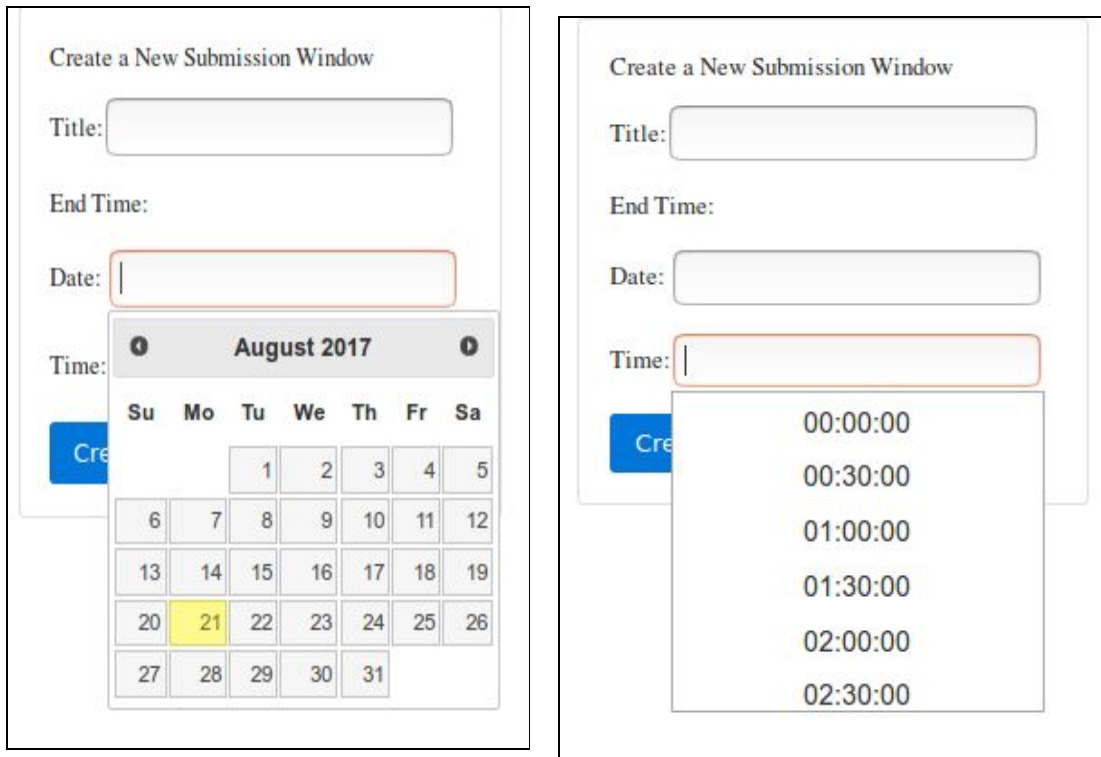 Create a New Submission Window
Title:
End Time:
Date:
Time:
August 2017
Su Mo Tu We Th Fr Sa
1 2 3 4 5
6 7 8 9 10 11 12
13 14 15 16 17 18 19
20 21 22 23 24 25 26
27 28 29 30 31
Cre
Create a New Submission Window
Title:
End Time:
Date:
Time:
Cre
00:00:00
00:30:00
01:00:00
01:30:00
02:00:00
02:30:00